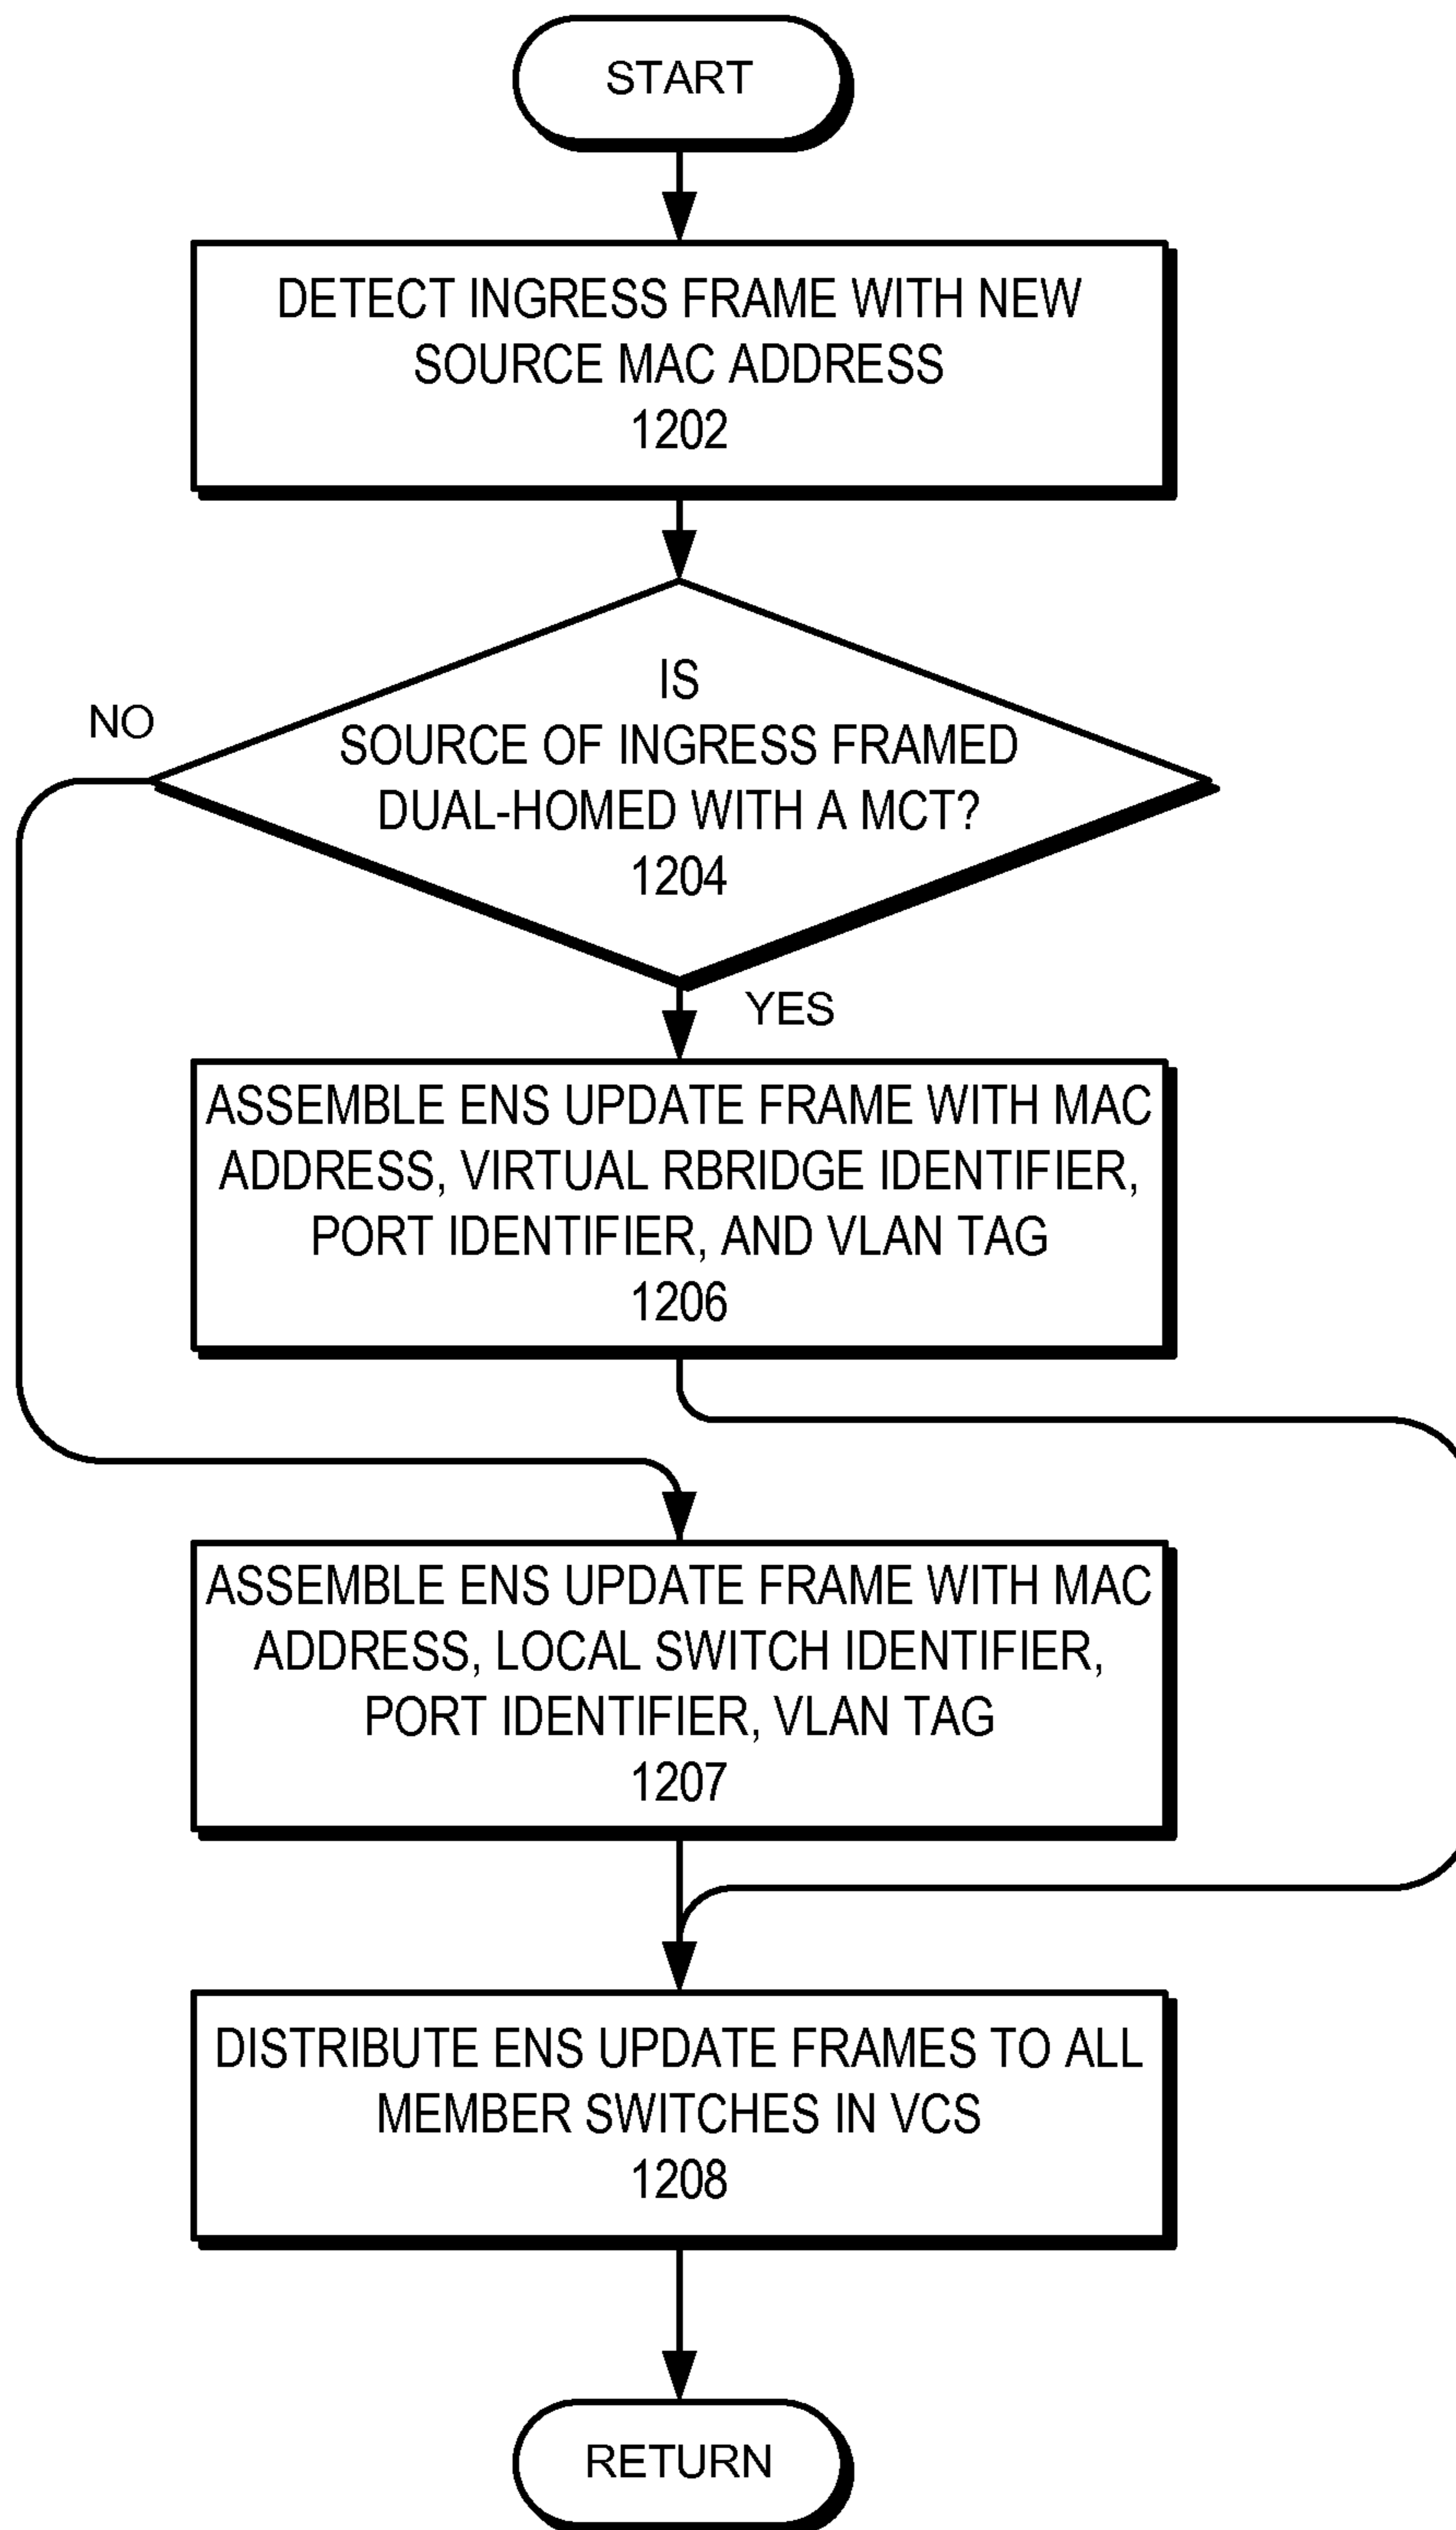 START
DETECT INGRESS FRAME WITH NEW
SOURCE MAC ADDRESS
1202
IS
SOURCE OF INGRESS FRAMED
DUAL-HOMED WITH A MCT?
1204
NO
YES
ASSEMBLE ENS UPDATE FRAME WITH MAC
ADDRESS, VIRTUAL RBRIDGE IDENTIFIER,
PORT IDENTIFIER, AND VLAN TAG
1206
ASSEMBLE ENS UPDATE FRAME WITH MAC
ADDRESS, LOCAL SWITCH IDENTIFIER,
PORT IDENTIFIER, VLAN TAG
1207
DISTRIBUTE ENS UPDATE FRAMES TO ALL
MEMBER SWITCHES IN VCS
1208
RETURN